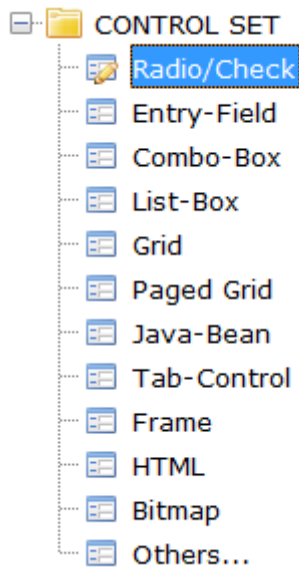 CONTROL SET
Radio/Check
Entry-Field
Combo-Box
List-Box
Grid
Paged Grid
Java-Bean
Tab-Control
Frame
HTML
Bitmap
Others...